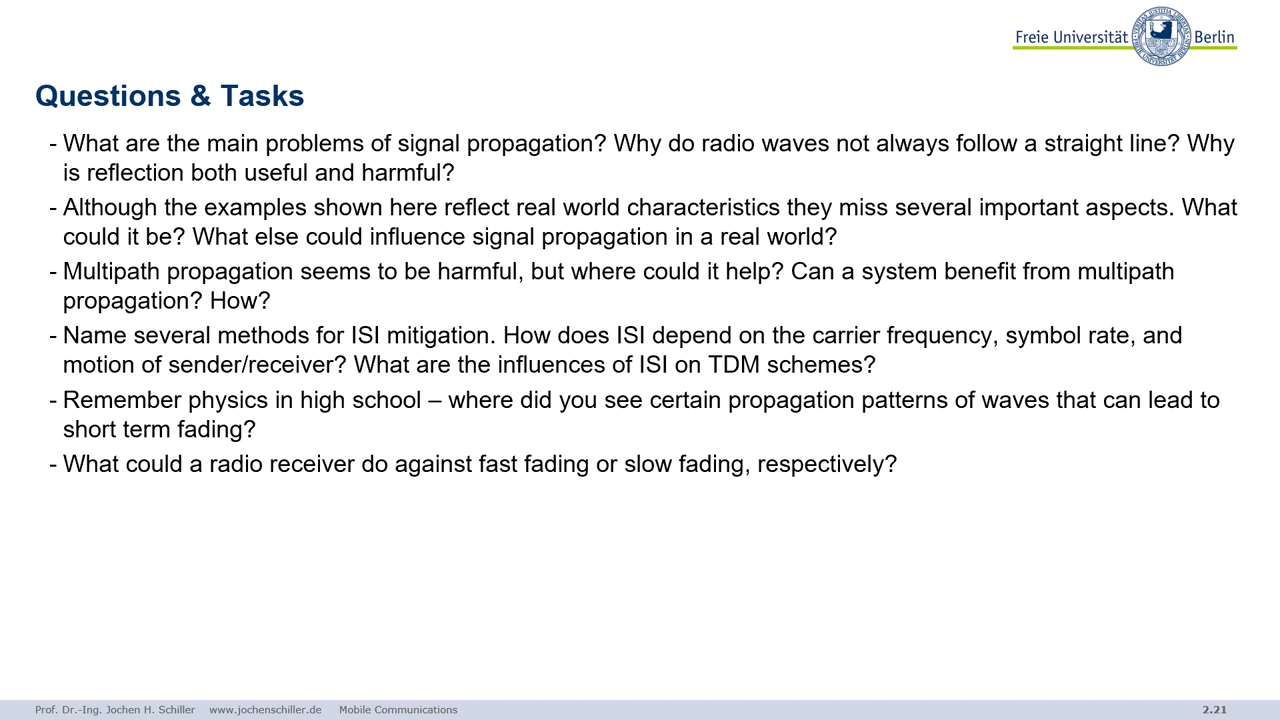 Freie Universität Berlin
Questions & Tasks
- What are the main problems of signal propagation? Why do radio waves not always follow a straight line? Why
is reflection both useful and harmful?
- Although the examples shown here reflect real world characteristics they miss several important aspects. What
could it be? What else could influence signal propagation in a real world?
- Multipath propagation seems to be harmful, but where could it help? Can a system benefit from multipath
propagation? How?
- Name several methods for ISI mitigation. How does ISI depend on the carrier frequency, symbol rate, and
motion of sender/receiver? What are the influences of ISI on TDM schemes?
- Remember physics in high school – where did you see certain propagation patterns of waves that can lead to
short term fading?
- What could a radio receiver do against fast fading or slow fading, respectively?
Prof. Dr.-Ing. Jochen H. Schiller www.jochenschiller.de Mobile Communications 2.21